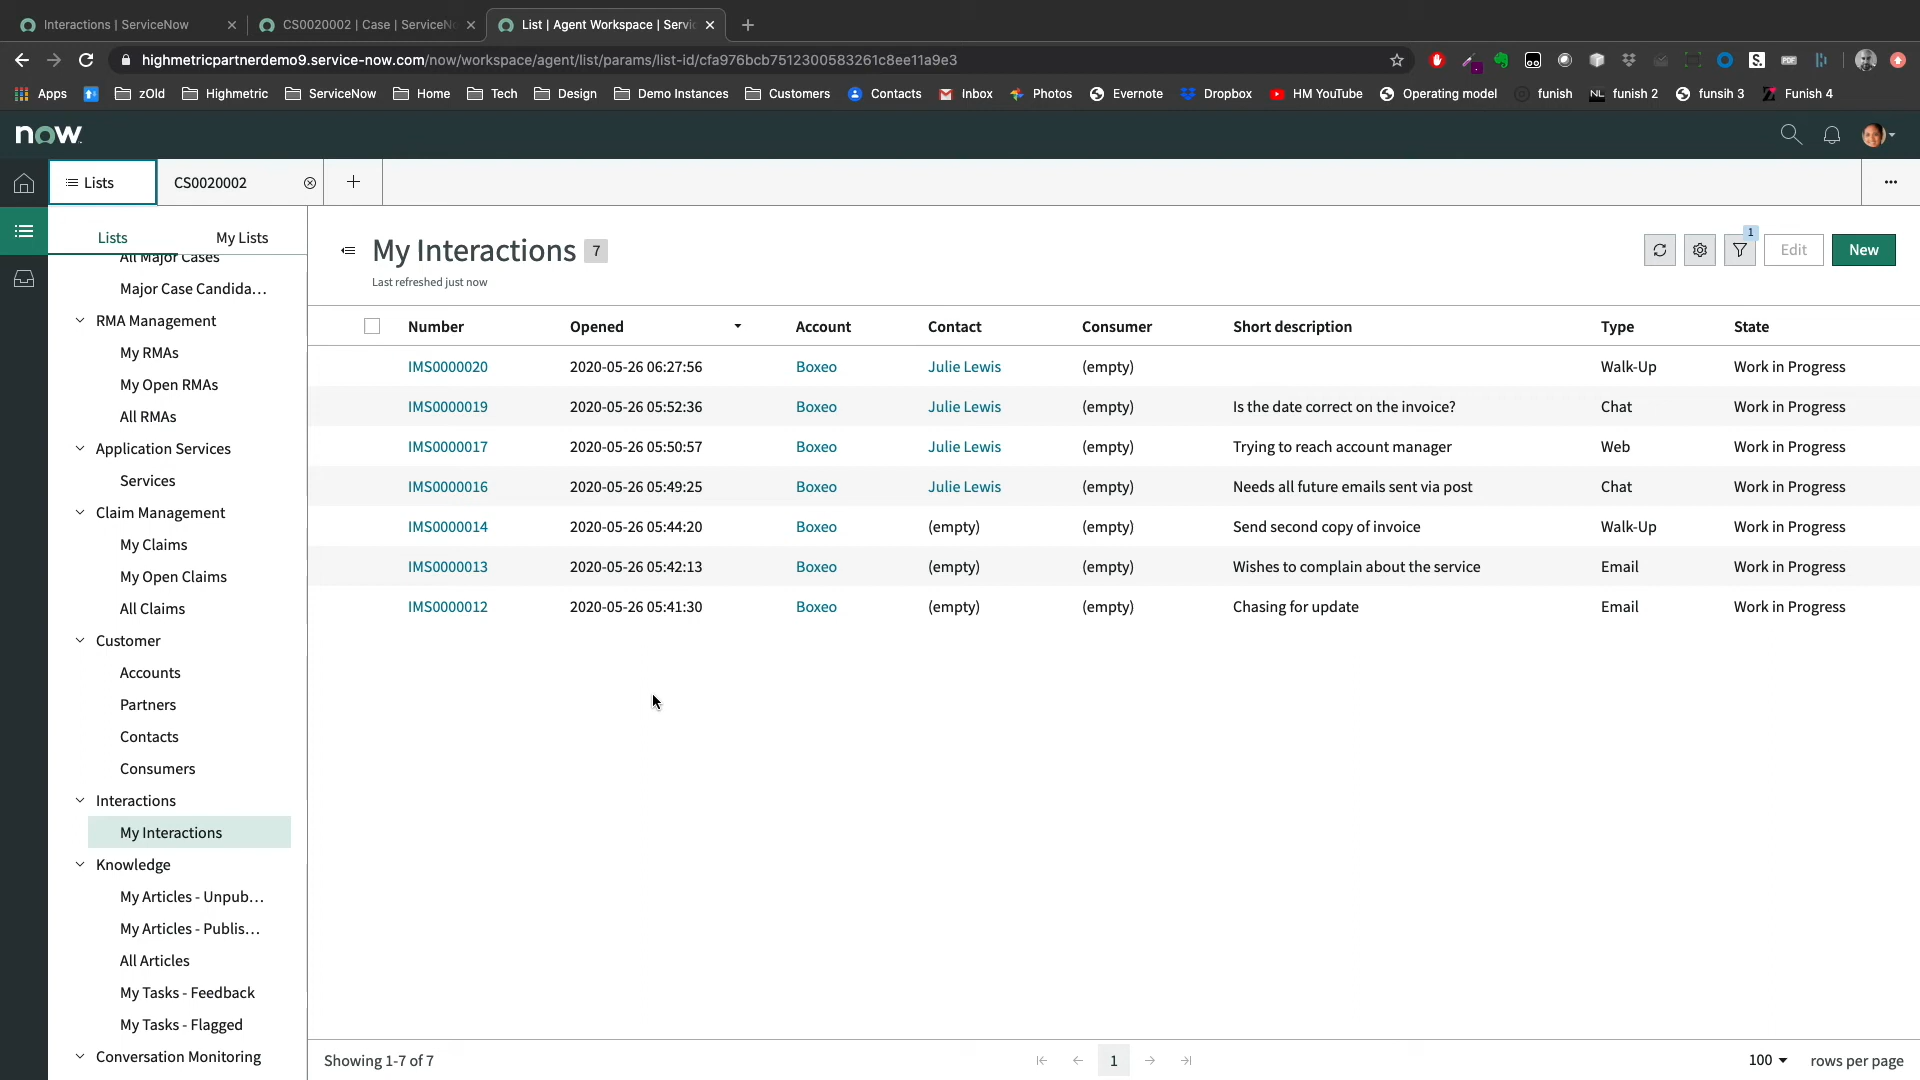 Interactions | ServiceNow
CS0020002 | Case | ServiceNo
List | Agent Workspace | Servi
highmetricpartnerdemo9.service-now.com/now/workspace/agent/list/params/list-id/cfa976bcb7512300583261c8ee11a9e3
Apps zOld Highmetric ServiceNow Home Tech Design Demo Instances Customers Contacts Inbox Photos Evernote Dropbox HM YouTube Operating model funish funish 2 funsih 3 Funish 4
now
Lists
CS0020002
Lists My Lists
All Major Cases
Major Case Candida...
RMA Management
My RMAs
My Open RMAs
All RMAs
Application Services
Services
Claim Management
My Claims
My Open Claims
All Claims
Customer
Accounts
Partners
Contacts
Consumers
Interactions
My Interactions
Knowledge
My Articles - Unpub...
My Articles - Publis...
All Articles
My Tasks - Feedback
My Tasks - Flagged
Conversation Monitoring
My Interactions 7
Last refreshed just now
1
Edit New
Number Opened Account Contact Consumer Short description Type State
IMS0000020 2020-05-26 06:27:56 Boxeo Julie Lewis (empty) Walk-Up Work in Progress
IMS0000019 2020-05-26 05:52:36 Boxeo Julie Lewis (empty) Is the date correct on the invoice? Chat Work in Progress
IMS0000017 2020-05-26 05:50:57 Boxeo Julie Lewis (empty) Trying to reach account manager Web Work in Progress
IMS0000016 2020-05-26 05:49:25 Boxeo Julie Lewis (empty) Needs all future emails sent via post Chat Work in Progress
IMS0000014 2020-05-26 05:44:20 Boxeo (empty) (empty) Send second copy of invoice Walk-Up Work in Progress
IMS0000013 2020-05-26 05:42:13 Boxeo (empty) (empty) Wishes to complain about the service Email Work in Progress
IMS0000012 2020-05-26 05:41:30 Boxeo (empty) (empty) Chasing for update Email Work in Progress
Showing 1-7 of 7
1
100 rows per page